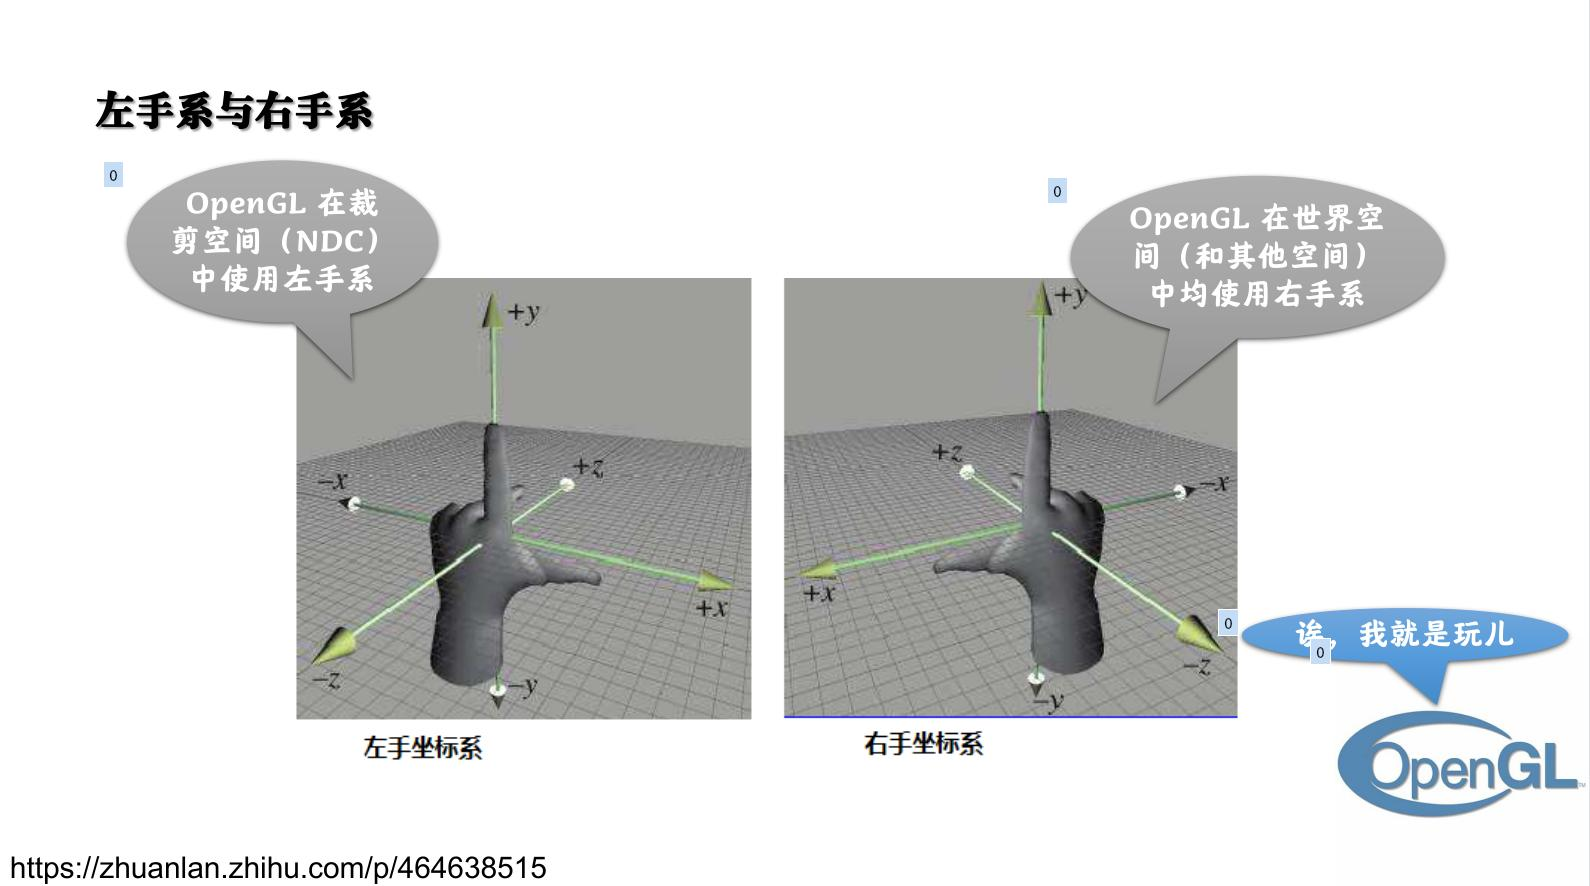 左手系与右手系
0
OpenGL 在裁
剪空间（NDC）
中使用左手系
0
OpenGL 在世界空
间（和其他空间）
中均使用右手系
+y
+z
-x
+x
-z
-y
左手坐标系
+y
+z
-x
+x
-z
-y
右手坐标系
0
诶，我就是玩儿
0
OpenGL
https://zhuanlan.zhihu.com/p/464638515